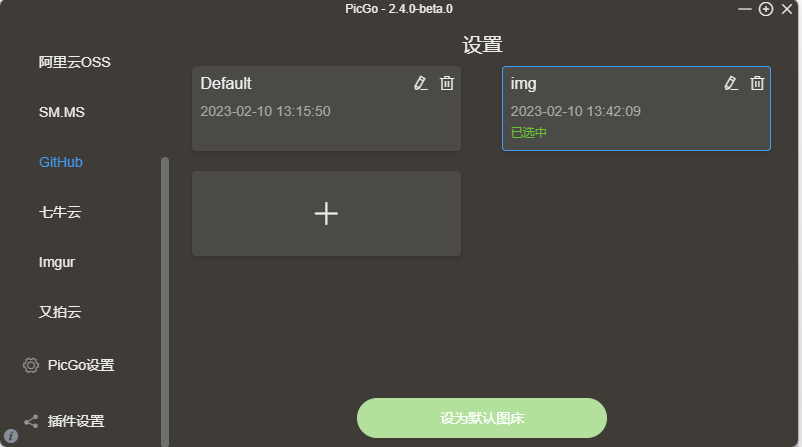 PicGo - 2.4.0-beta.0
阿里云OSS
SM.MS
GitHub
七牛云
Imgur
又拍云
PicGo设置
插件设置
设置
Default
2023-02-10 13:15:50
img
2023-02-10 13:42:09
已选中
设为默认图床